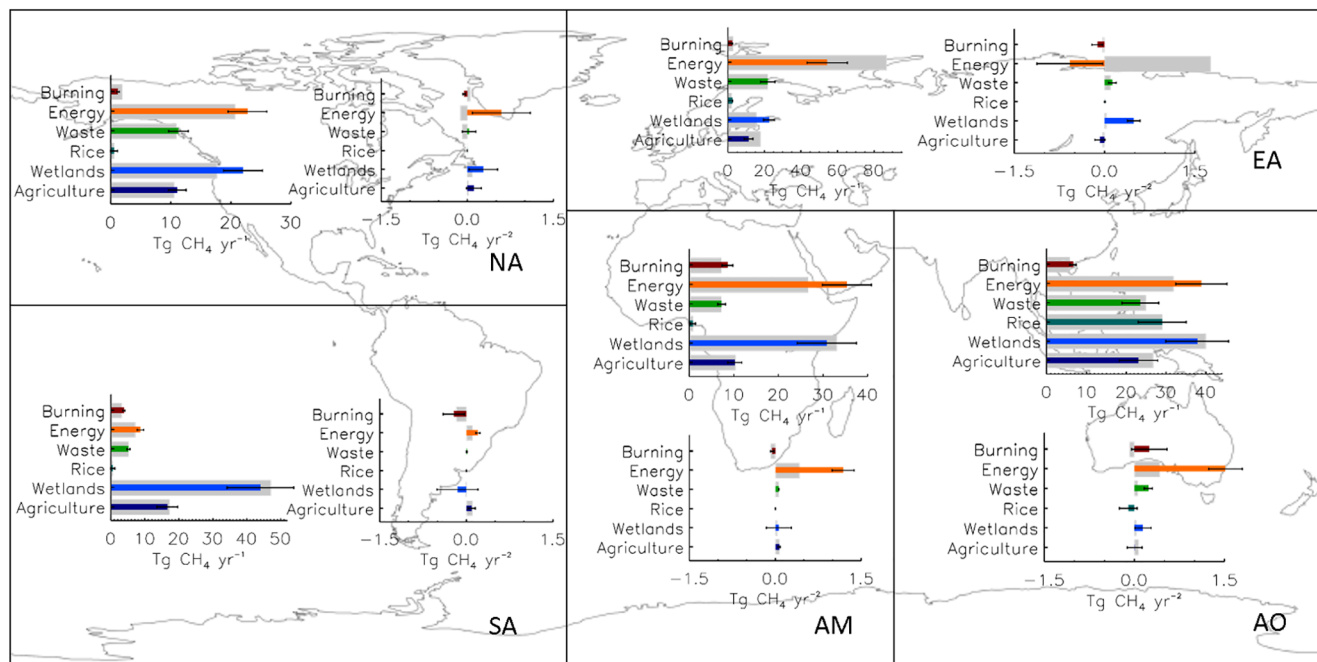 Burning
Energy
Waste
Rice
Wetlands
Agriculture
0 10 20 30
Tg CH₄ yr⁻¹
Burning
Energy
Waste
Rice
Wetlands
Agriculture
−1.5 0.0 1.5
Tg CH₄ yr⁻²
NA
Burning
Energy
Waste
Rice
Wetlands
Agriculture
0 20 40 60 80
Tg CH₄ yr⁻¹
Burning
Energy
Waste
Rice
Wetlands
Agriculture
−1.5 0.0 1.5
Tg CH₄ yr⁻²
EA
Burning
Energy
Waste
Rice
Wetlands
Agriculture
0 10 20 30 40 50
Tg CH₄ yr⁻¹
Burning
Energy
Waste
Rice
Wetlands
Agriculture
−1.5 0.0 1.5
Tg CH₄ yr⁻²
SA
Burning
Energy
Waste
Rice
Wetlands
Agriculture
0 10 20 30 40
Tg CH₄ yr⁻¹
Burning
Energy
Waste
Rice
Wetlands
Agriculture
−1.5 0.0 1.5
Tg CH₄ yr⁻²
AM
Burning
Energy
Waste
Rice
Wetlands
Agriculture
0 10 20 30 40
Tg CH₄ yr⁻¹
Burning
Energy
Waste
Rice
Wetlands
Agriculture
−1.5 0.0 1.5
Tg CH₄ yr⁻²
AO